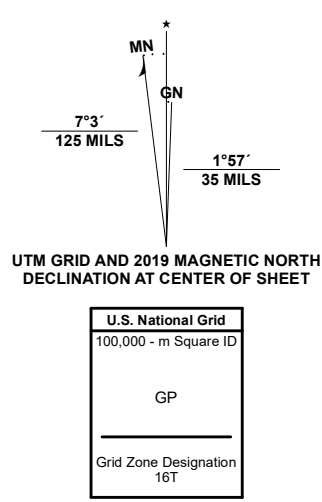 MN
GN
7°3´
125 MILS
1°57´
35 MILS
UTM GRID AND 2019 MAGNETIC NORTH
DECLINATION AT CENTER OF SHEET
U.S. National Grid
100,000 - m Square ID
GP
Grid Zone Designation
16T